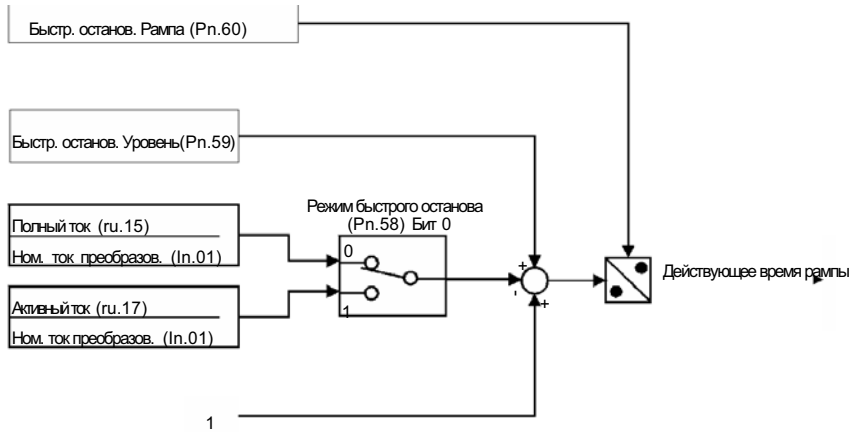 Быстр. останов. Рампа (Pn.60)
Быстр. останов. Уровень(Pn.59)
Режим быстрого останова
(Pn.58) Бит 0
Полный ток (ru.15)
Ном. ток преобразов. (In.01)
0
+
Действующее время рампы
-
+
Активный ток (ru.17)
1
Ном. ток преобразов. (In.01)
1